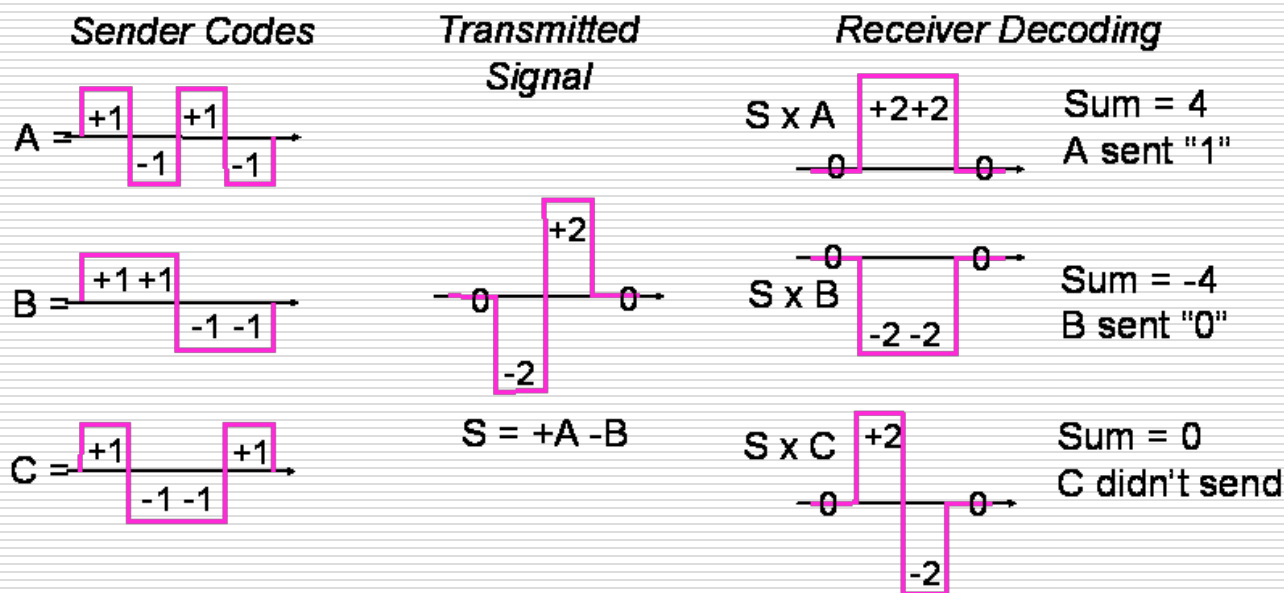 Sender Codes
Transmitted
Signal
Receiver Decoding
A =
+1
-1
+1
-1
B =
+1 +1
-1 -1
C =
+1
-1 -1
+1
0
-2
+2
0
S = +A -B
S x A
0
+2+2
0
Sum = 4
A sent "1"
S x B
0
-2 -2
0
Sum = -4
B sent "0"
S x C
0
+2
-2
0
Sum = 0
C didn't send